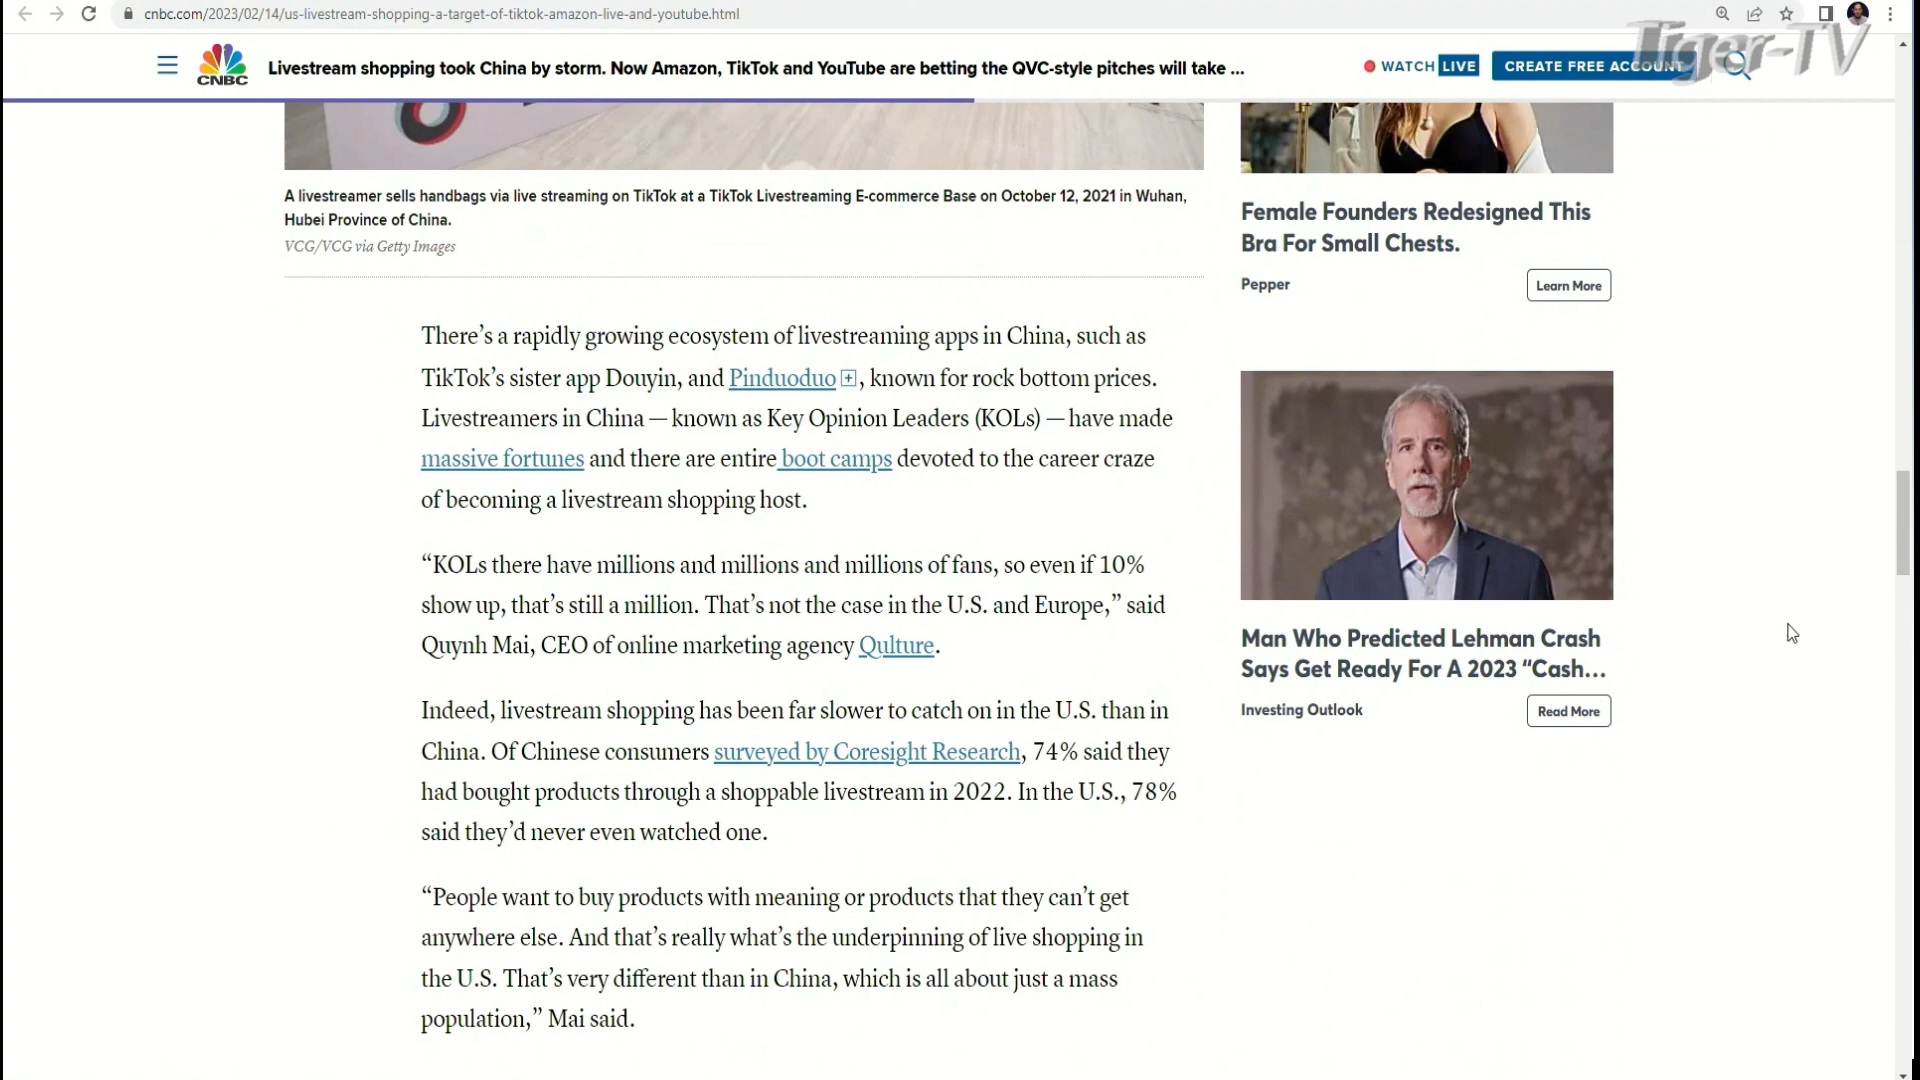 cnbc.com/2023/02/14/us-livestream-shopping-a-target-of-tiktok-amazon-live-and-youtube.html
Tiger-TV
CNBC
Livestream shopping took China by storm. Now Amazon, TikTok and YouTube are betting the QVC-style pitches will take ...
WATCH LIVE
CREATE FREE ACCOUNT
A livestreamer sells handbags via live streaming on TikTok at a TikTok Livestreaming E-commerce Base on October 12, 2021 in Wuhan,
Hubei Province of China.
VCG/VCG via Getty Images
There’s a rapidly growing ecosystem of livestreaming apps in China, such as
TikTok’s sister app Douyin, and Pinduoduo +, known for rock bottom prices.
Livestreamers in China — known as Key Opinion Leaders (KOLs) — have made
massive fortunes and there are entire boot camps devoted to the career craze
of becoming a livestream shopping host.
“KOLs there have millions and millions and millions of fans, so even if 10%
show up, that’s still a million. That’s not the case in the U.S. and Europe,” said
Quynh Mai, CEO of online marketing agency Qulture.
Indeed, livestream shopping has been far slower to catch on in the U.S. than in
China. Of Chinese consumers surveyed by Coresight Research, 74% said they
had bought products through a shoppable livestream in 2022. In the U.S., 78%
said they’d never even watched one.
“People want to buy products with meaning or products that they can’t get
anywhere else. And that’s really what’s the underpinning of live shopping in
the U.S. That’s very different than in China, which is all about just a mass
population,” Mai said.
Female Founders Redesigned This
Bra For Small Chests.
Pepper
Learn More
Man Who Predicted Lehman Crash
Says Get Ready For A 2023 “Cash...
Investing Outlook
Read More